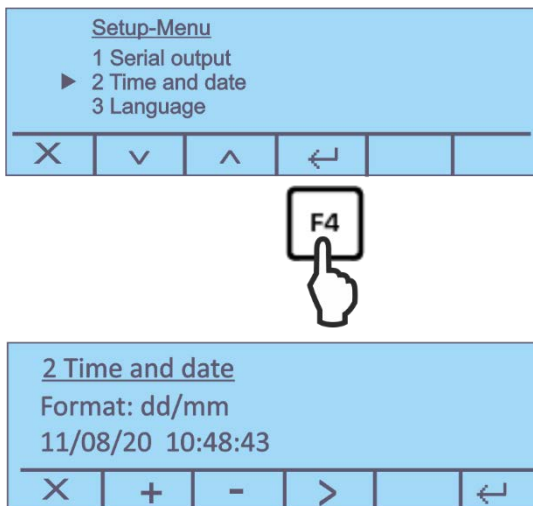 Setup-Menu
1 Serial output
► 2 Time and date
3 Language
X ∨ ∧ ↵
F4
2 Time and date
Format: dd/mm
11/08/20 10:48:43
X + - > ↵